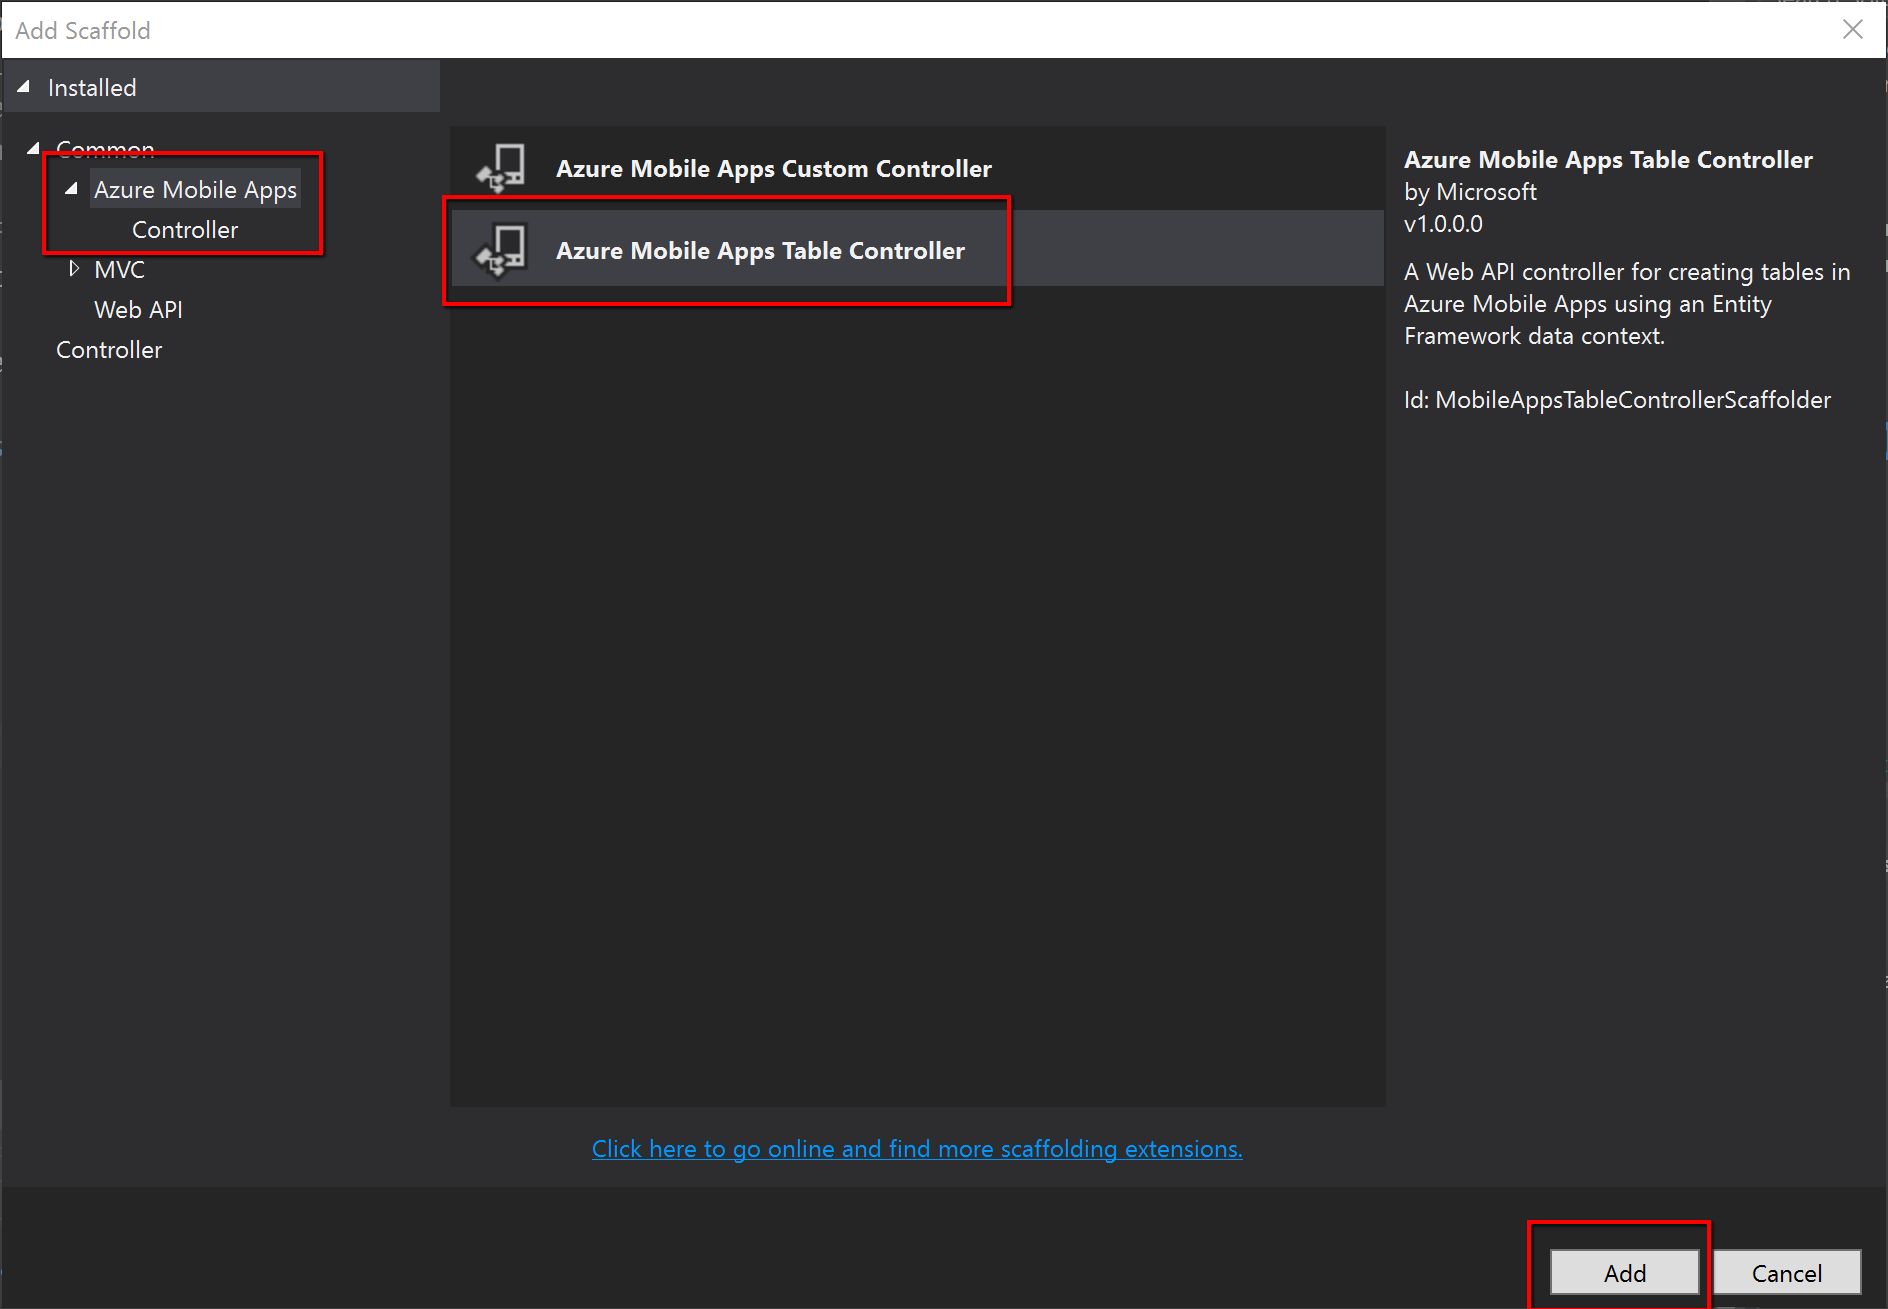 Add Scaffold
Installed
Common
Azure Mobile Apps
Controller
MVC
Web API
Controller
Azure Mobile Apps Custom Controller
Azure Mobile Apps Table Controller
Azure Mobile Apps Table Controller
by Microsoft
v1.0.0.0
A Web API controller for creating tables in
Azure Mobile Apps using an Entity
Framework data context.
Id: MobileAppsTableControllerScaffolder
Click here to go online and find more scaffolding extensions.
Add
Cancel